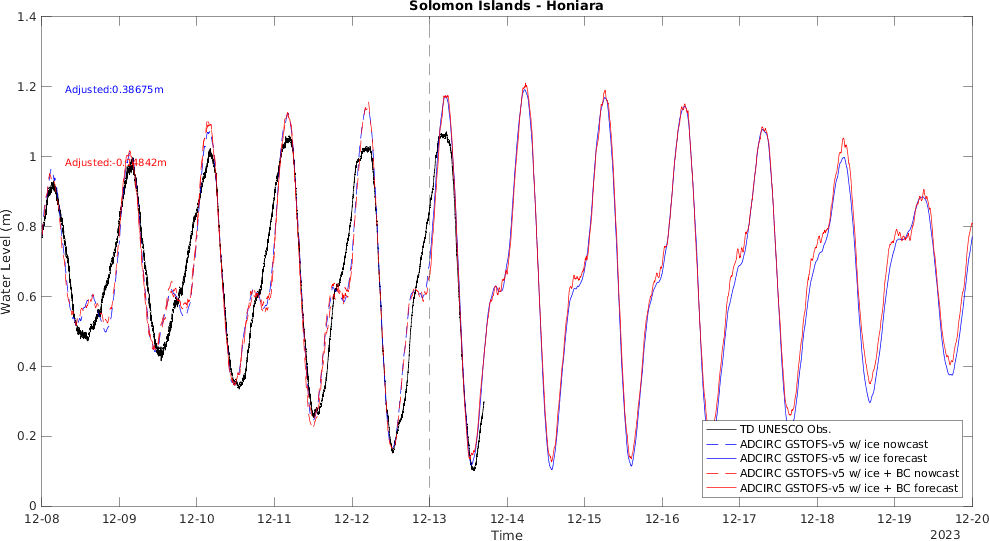 Solomon Islands - Honiara
Water Level (m)
1.4
1.2
1
0.8
0.6
0.4
0.2
0
Adjusted:0.38675m
TD UNESCO Obs.
ADCIRC GSTOFS-v5 w/ ice nowcast
ADCIRC GSTOFS-v5 w/ ice forecast
ADCIRC GSTOFS-v5 w/ ice + BC nowcast
ADCIRC GSTOFS-v5 w/ ice + BC forecast
12-08 12-09 12-10 12-11 12-12 12-13 12-14 12-15 12-16 12-17 12-18 12-19 12-20
Time
2023